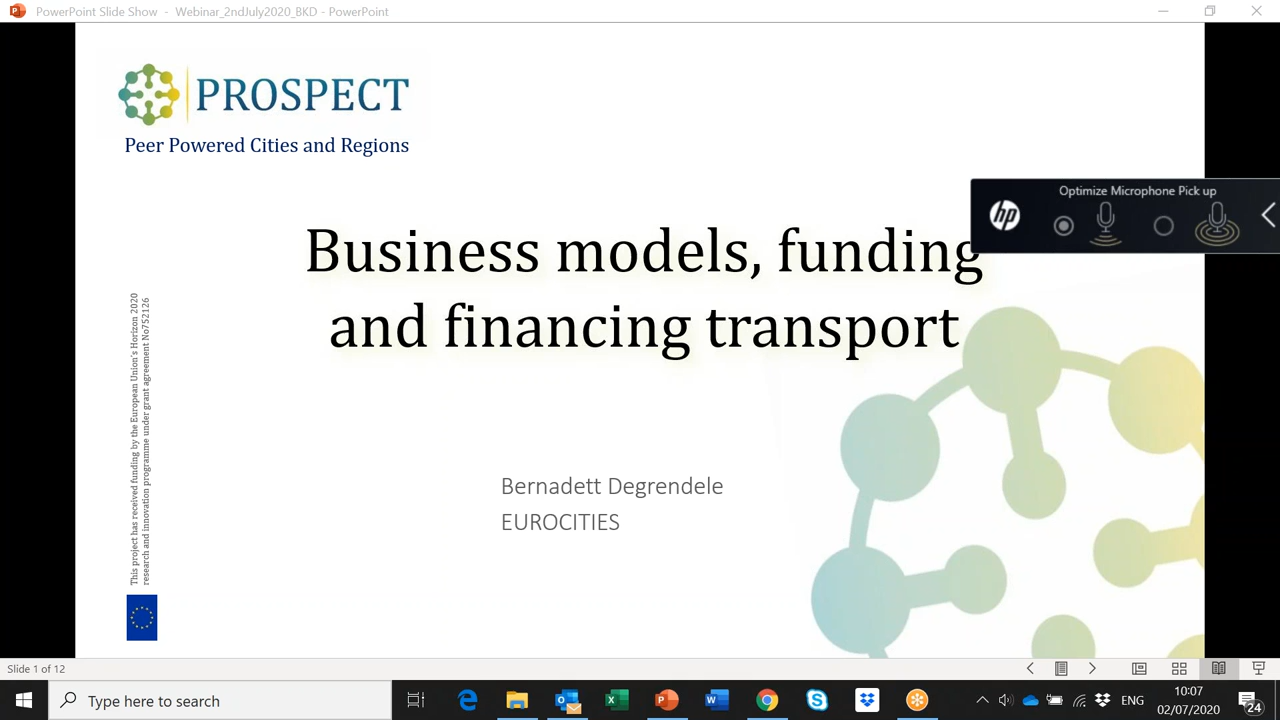 PowerPoint Slide Show - Webinar_2ndJuly2020_BKD - PowerPoint
PROSPECT
Peer Powered Cities and Regions
Optimize Microphone Pick up
hp
Business models, funding
and financing transport
This project has received funding by the European Union's Horizon 2020
research and innovation programme under grant agreement No752126
Bernadett Degrendele
EUROCITIES
Slide 1 of 12
Type here to search
ENG
10:07
02/07/2020
24